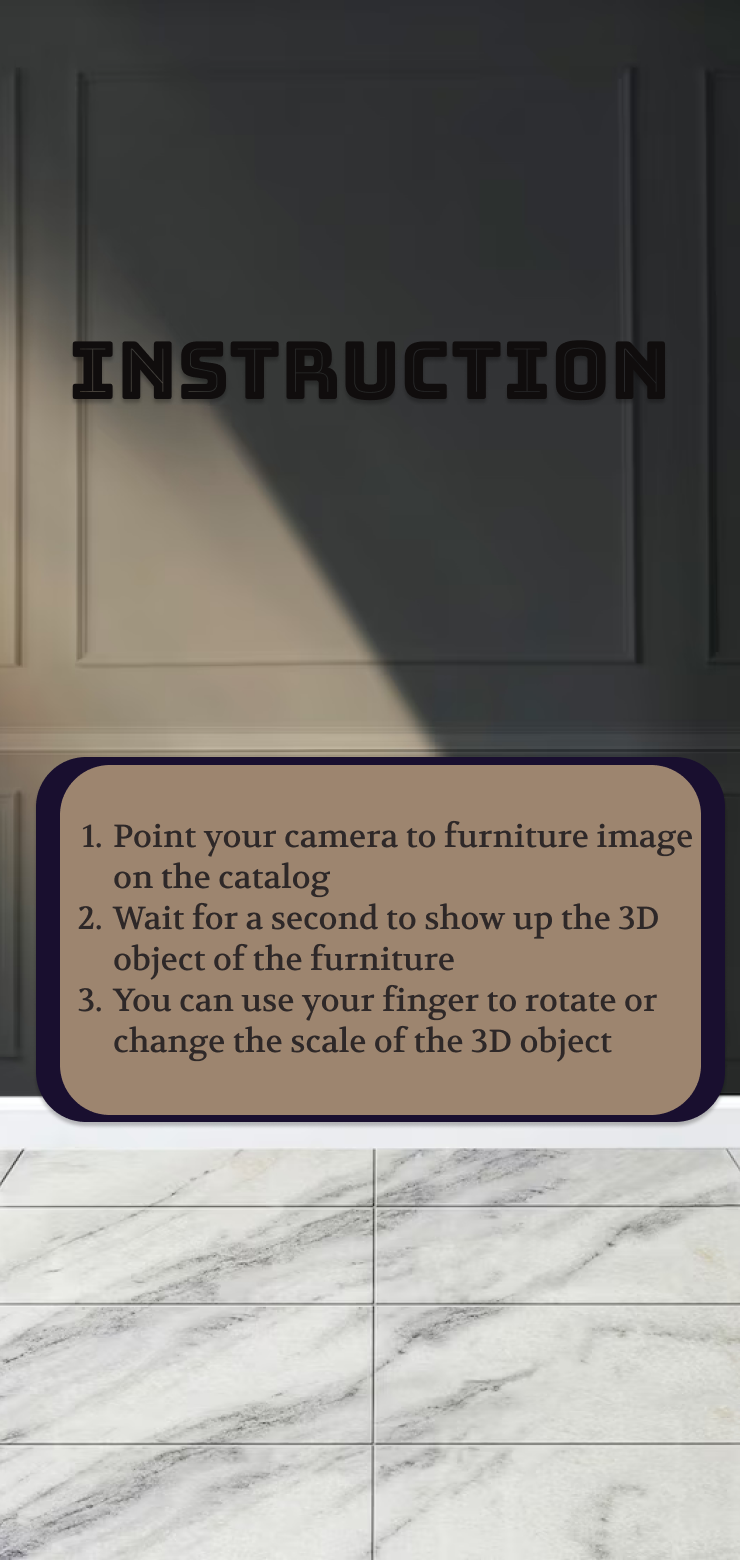 INSTRUCTION
1. Point your camera to furniture image
on the catalog
2. Wait for a second to show up the 3D
object of the furniture
3. You can use your finger to rotate or
change the scale of the 3D object